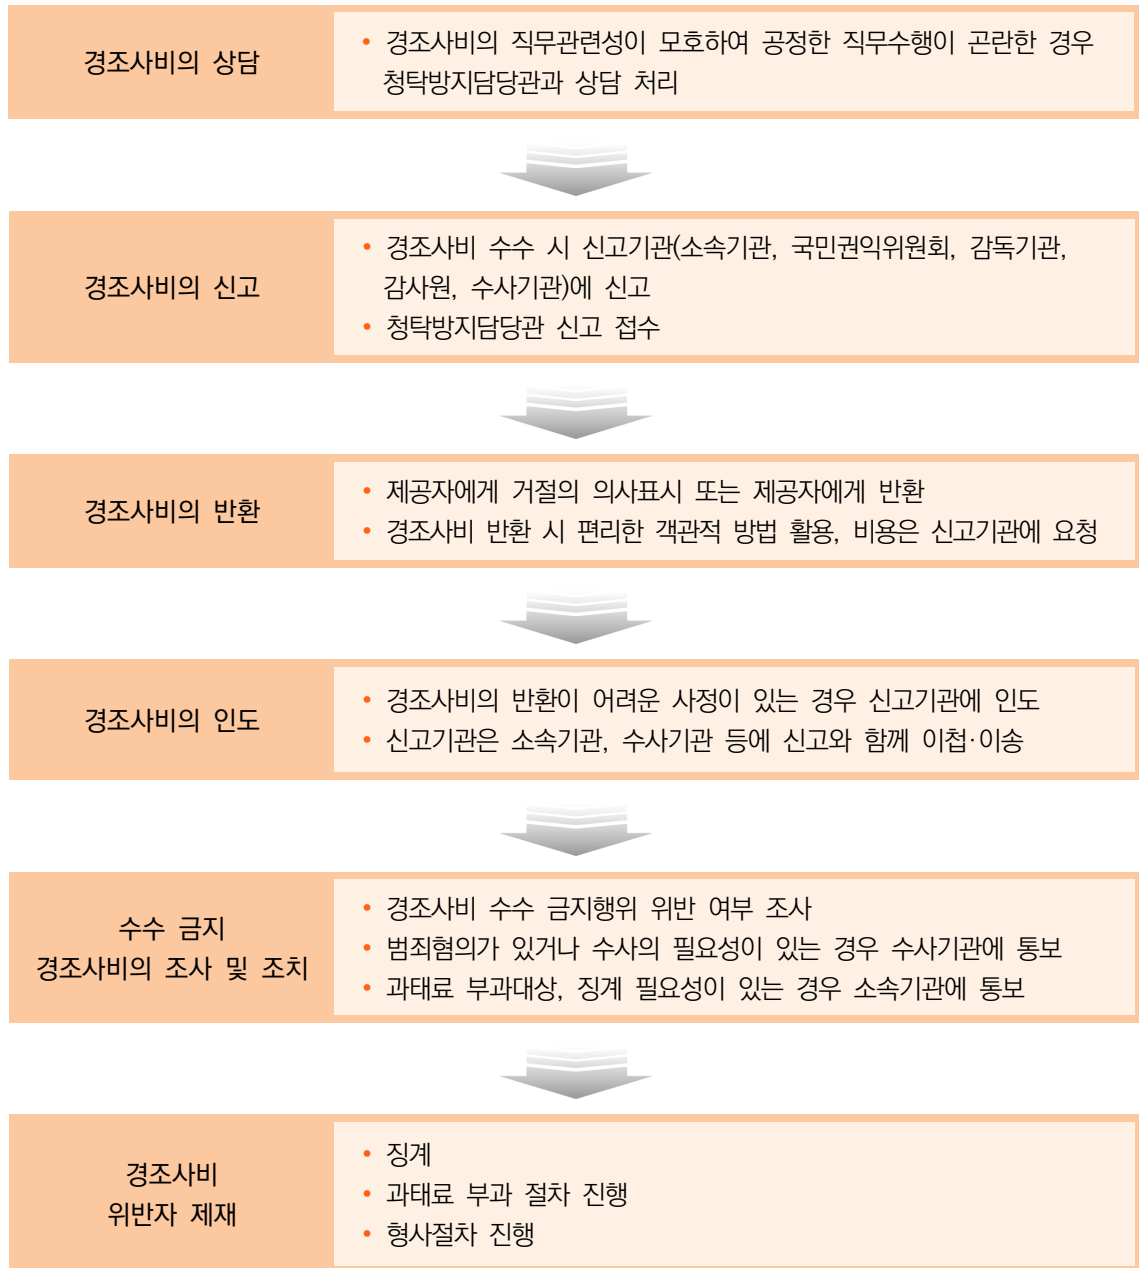 경조사비의 상담
• 경조사비의 직무관련성이 모호하여 공정한 직무수행이 곤란한 경우
청탁방지담당관과 상담 처리
경조사비의 신고
• 경조사비 수수 시 신고기관(소속기관, 국민권익위원회, 감독기관,
감사원, 수사기관)에 신고
• 청탁방지담당관 신고 접수
경조사비의 반환
• 제공자에게 거절의 의사표시 또는 제공자에게 반환
• 경조사비 반환 시 편리한 객관적 방법 활용, 비용은 신고기관에 요청
경조사비의 인도
• 경조사비의 반환이 어려운 사정이 있는 경우 신고기관에 인도
• 신고기관은 소속기관, 수사기관 등에 신고와 함께 이첩·이송
수수 금지
경조사비의 조사 및 조치
• 경조사비 수수 금지행위 위반 여부 조사
• 범죄혐의가 있거나 수사의 필요성이 있는 경우 수사기관에 통보
• 과태료 부과대상, 징계 필요성이 있는 경우 소속기관에 통보
경조사비
위반자 제재
• 징계
• 과태료 부과 절차 진행
• 형사절차 진행